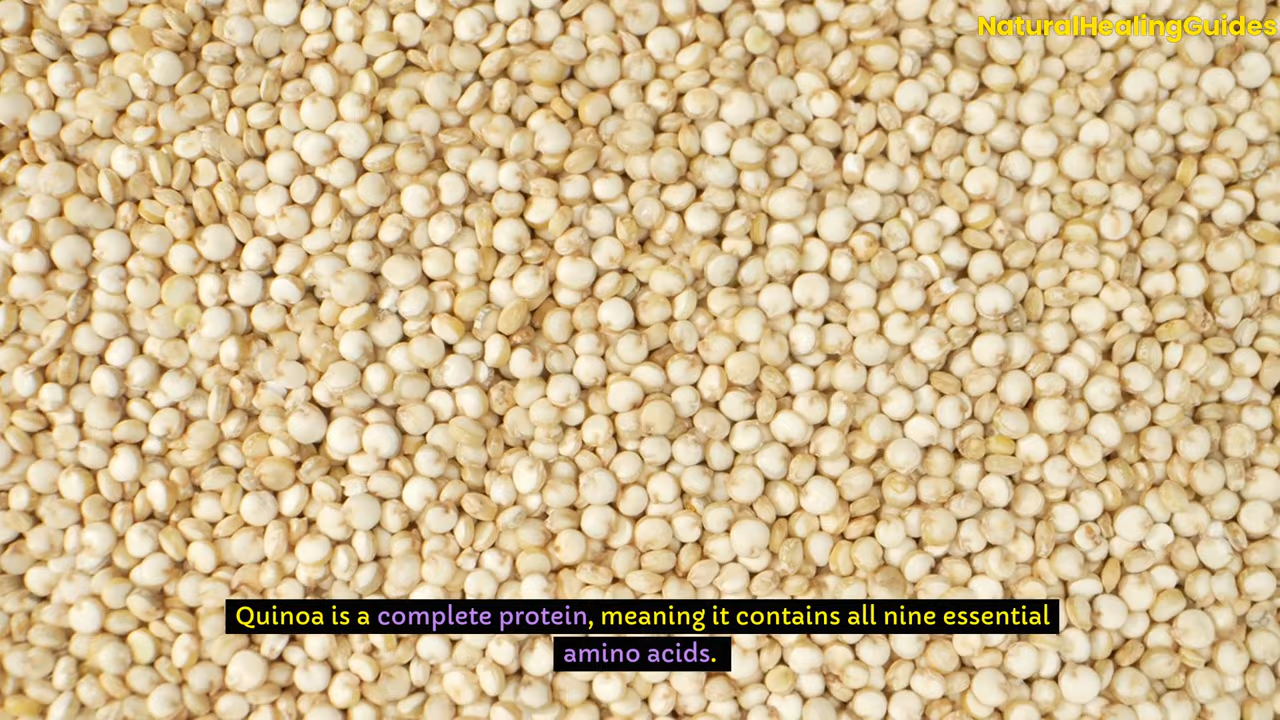 NaturalHealingGuides
Quinoa is a complete protein, meaning it contains all nine essential
amino acids.